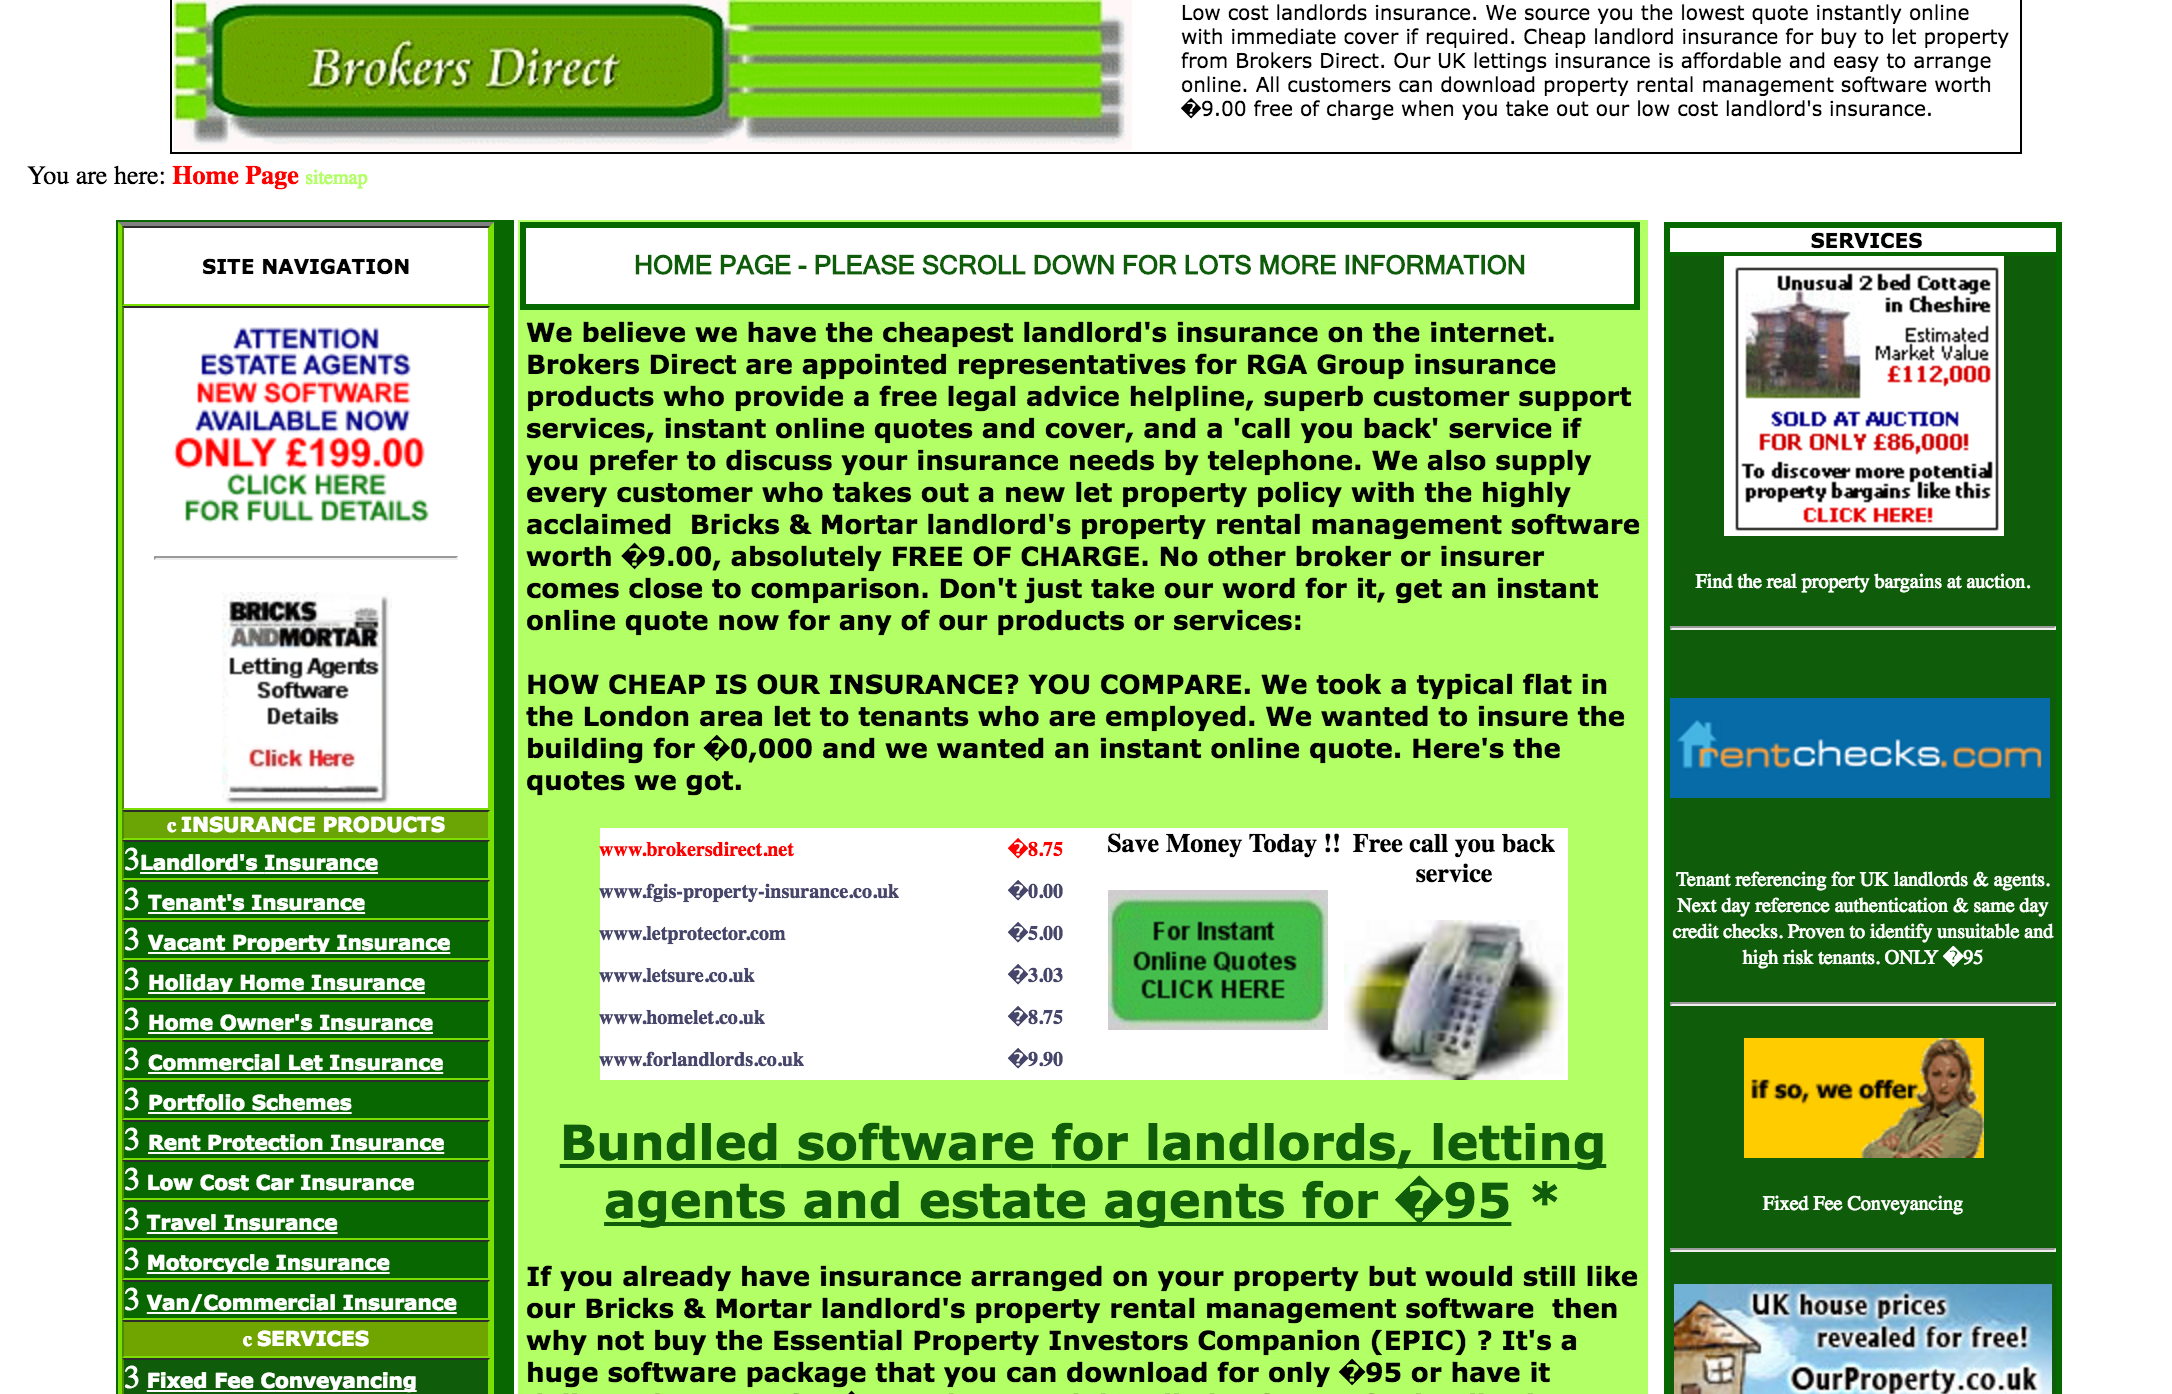 Brokers Direct
Low cost landlords insurance. We source you the lowest quote instantly online
with immediate cover if required. Cheap landlord insurance for buy to let property
from Brokers Direct. Our UK lettings insurance is affordable and easy to arrange
online. All customers can download property rental management software worth
�9.00 free of charge when you take out our low cost landlord's insurance.
You are here: Home Page sitemap
SITE NAVIGATION
ATTENTION
ESTATE AGENTS
NEW SOFTWARE
AVAILABLE NOW
ONLY £199.00
CLICK HERE
FOR FULL DETAILS
BRICKS
ANDMORTAR
Letting Agents
Software
Details
Click Here
c INSURANCE PRODUCTS
3Landlord's Insurance
3 Tenant's Insurance
3 Vacant Property Insurance
3 Holiday Home Insurance
3 Home Owner's Insurance
3 Commercial Let Insurance
3 Portfolio Schemes
3 Rent Protection Insurance
3 Low Cost Car Insurance
3 Travel Insurance
3 Motorcycle Insurance
3 Van/Commercial Insurance
c SERVICES
3 Fixed Fee Conveyancing
HOME PAGE - PLEASE SCROLL DOWN FOR LOTS MORE INFORMATION
We believe we have the cheapest landlord's insurance on the internet.
Brokers Direct are appointed representatives for RGA Group insurance
products who provide a free legal advice helpline, superb customer support
services, instant online quotes and cover, and a 'call you back' service if
you prefer to discuss your insurance needs by telephone. We also supply
every customer who takes out a new let property policy with the highly
acclaimed  Bricks & Mortar landlord's property rental management software
worth �9.00, absolutely FREE OF CHARGE. No other broker or insurer
comes close to comparison. Don't just take our word for it, get an instant
online quote now for any of our products or services:
HOW CHEAP IS OUR INSURANCE? YOU COMPARE. We took a typical flat in
the London area let to tenants who are employed. We wanted to insure the
building for �0,000 and we wanted an instant online quote. Here's the
quotes we got.
www.brokersdirect.net �8.75
www.fgis-property-insurance.co.uk �0.00
www.letprotector.com �5.00
www.letsure.co.uk �3.03
www.homelet.co.uk �8.75
www.forlandlords.co.uk �9.90
Save Money Today !!
For Instant
Online Quotes
CLICK HERE
Free call you back
service
Bundled software for landlords, letting
agents and estate agents for �95 *
If you already have insurance arranged on your property but would still like
our Bricks & Mortar landlord's property rental management software  then
why not buy the Essential Property Investors Companion (EPIC) ? It's a
huge software package that you can download for only �95 or have it
SERVICES
Unusual 2 bed Cottage
in Cheshire
Estimated
Market Value
£112,000
SOLD AT AUCTION
FOR ONLY £86,000!
To discover more potential
property bargains like this
CLICK HERE!
Find the real property bargains at auction.
rentchecks.com
Tenant referencing for UK landlords & agents.
Next day reference authentication & same day
credit checks. Proven to identify unsuitable and
high risk tenants. ONLY �95
if so, we offer
Fixed Fee Conveyancing
UK house prices
revealed for free!
OurProperty.co.uk